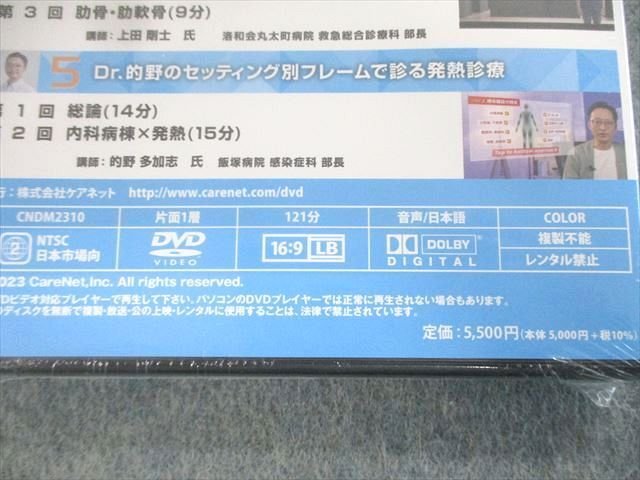 第 3 回 肋骨・肋軟骨(9分)
講師：上田 剛士 氏 洛和会丸太町病院 救急総合診療科 部長
5 Dr.的野のセッティング別フレームで診る発熱診療
第 1 回 総論(14分)
第 2 回 内科病棟×発熱(15分)
講師：的野 多加志 氏 飯塚病院 感染症科 部長
行：株式会社ケアネット http://www.carenet.com/dvd
CNDM2310 片面1層 121分 音声/日本語 COLOR
2 NTSC 日本市場向 DVD VIDEO 16:9 LB DOLBY DIGITAL 複製不能 レンタル禁止
2023 CareNet,Inc. All rights reserved.
DVDビデオ対応プレイヤーで再生して下さい。パソコンのDVDプレイヤーでは正常に再生されない場合もあります。
のディスクを無断で複製・放送・公の上映・レンタルに使用することは、法律で禁止されています。
定価：5,500円(本体 5,000円＋税10%)